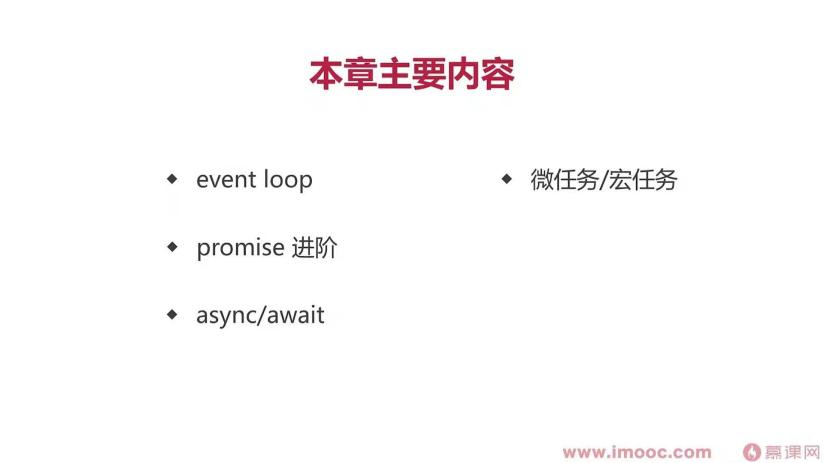 本章主要内容
event loop
微任务/宏任务
promise 进阶
async/await
www.imooc.com 慕课网